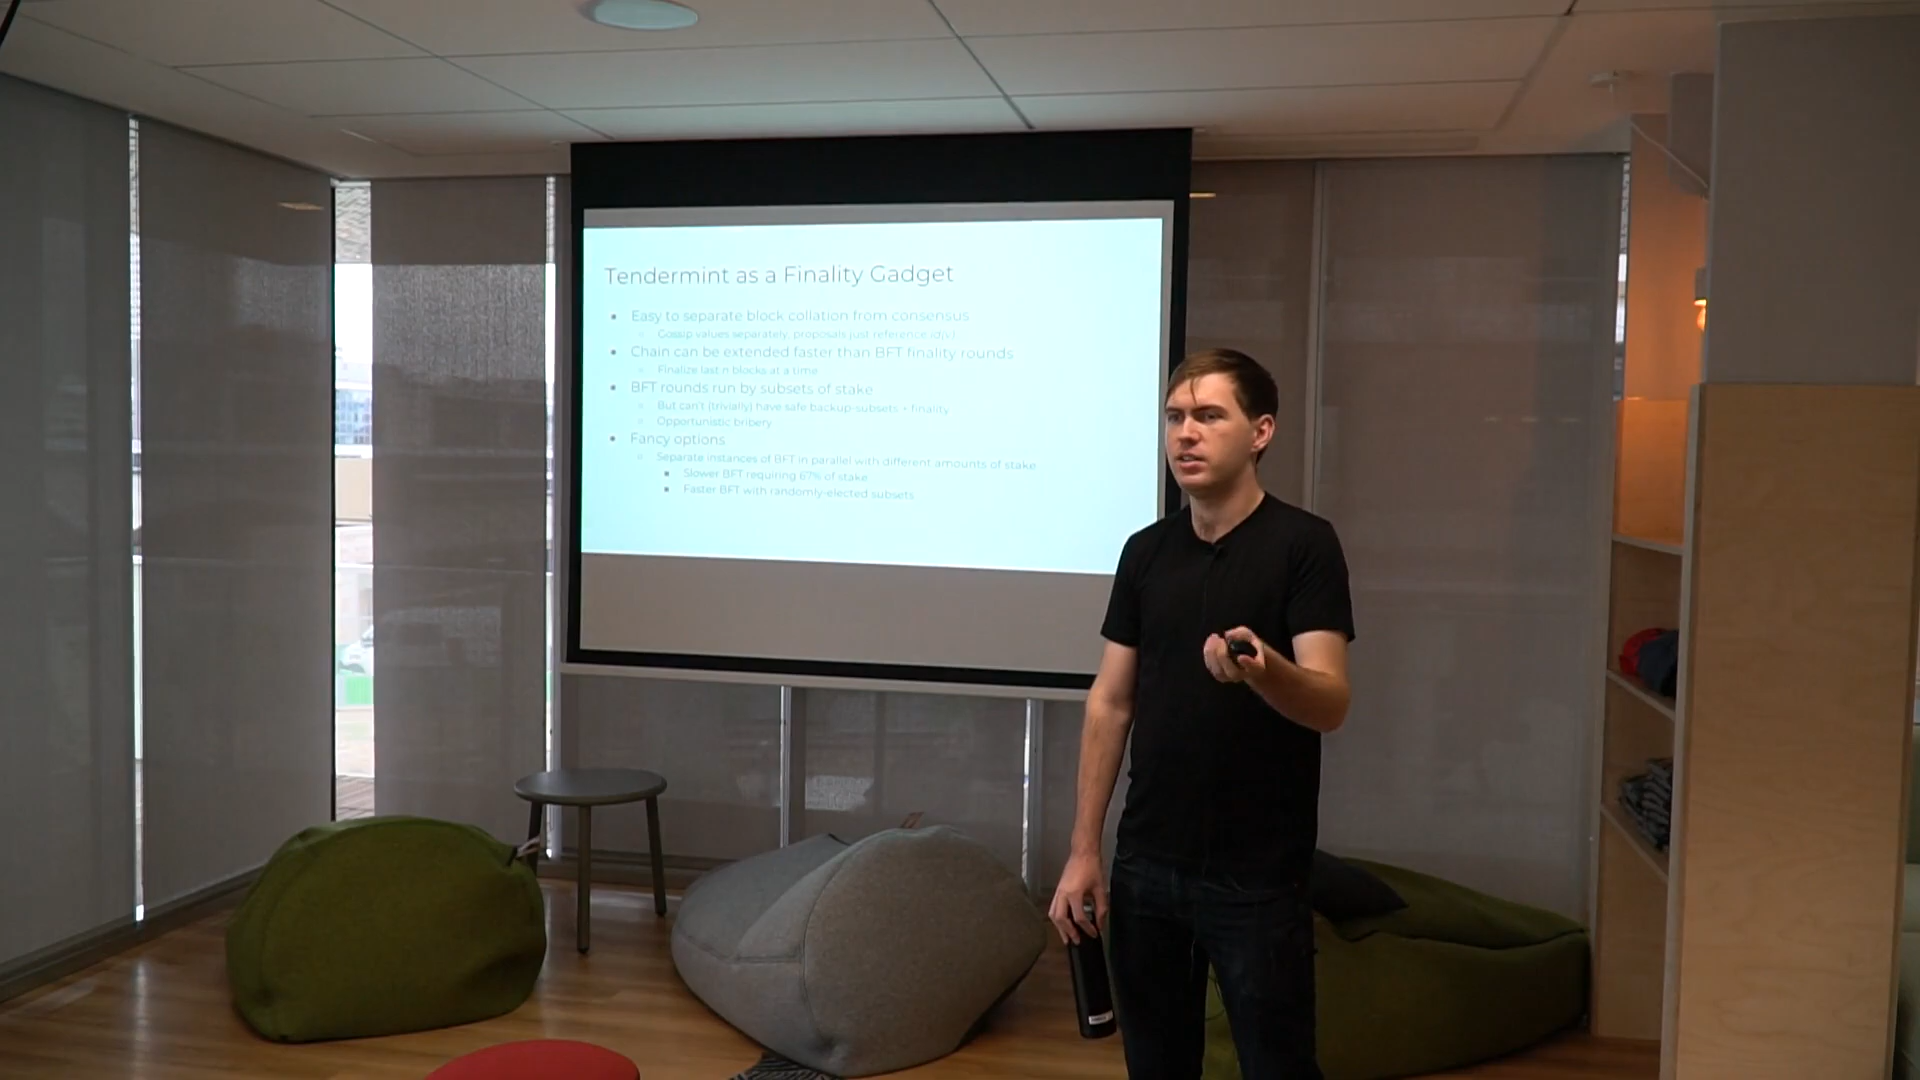 Tendermint as a Finality Gadget
• Easy to separate block collation from consensus
○ Gossip values separately, proposals just reference id(v)
• Chain can be extended faster than BFT finality rounds
○ Finalize last n blocks at a time
• BFT rounds run by subsets of stake
○ But can't (trivially) have safe backup-subsets + finality
○ Opportunistic bribery
• Fancy options
○ Separate instances of BFT in parallel with different amounts of stake
■ Slower BFT requiring 67% of stake
■ Faster BFT with randomly-elected subsets